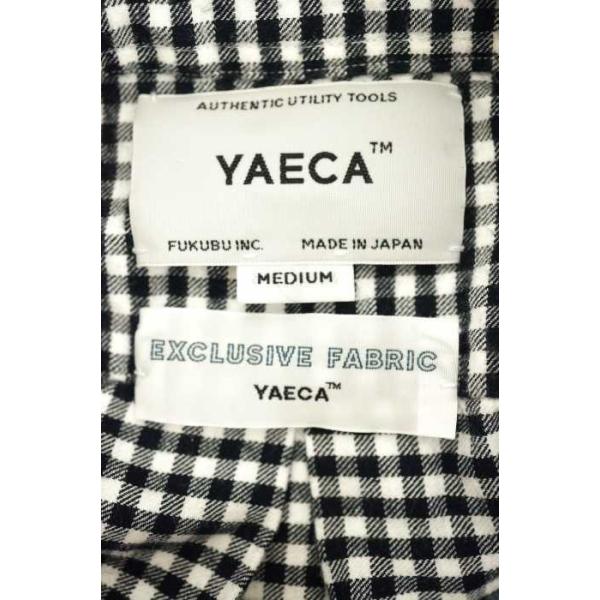 AUTHENTIC UTILITY TOOLS
YAECA™
FUKUBU INC. MADE IN JAPAN
MEDIUM
EXCLUSIVE FABRIC
YAECA™